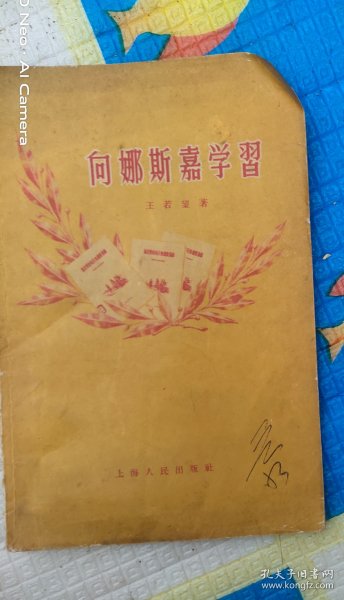 O Neo · AI Camera
向娜斯嘉学習
王若望著
上海人民出版社
孔夫子旧书网
www.kongfz.com